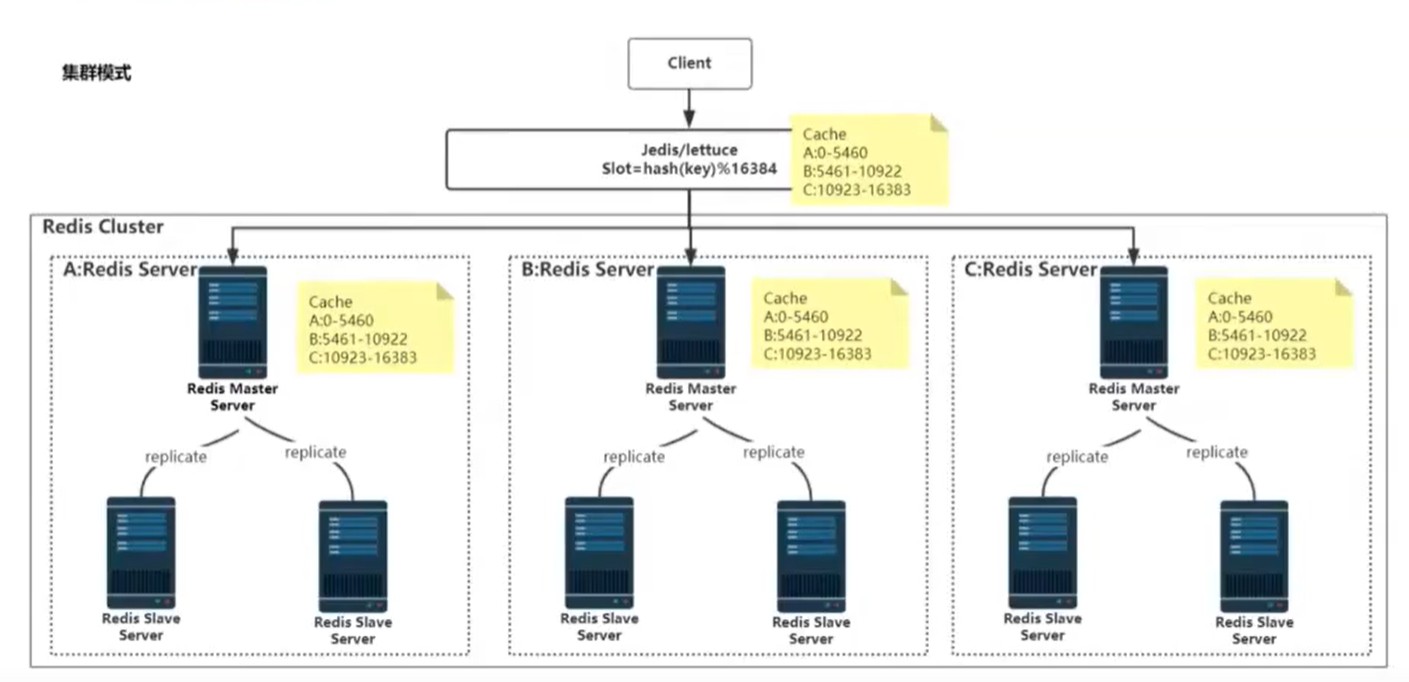 集群模式
Client
Jedis/lettuce
Slot=hash(key)%16384
Cache
A:0-5460
B:5461-10922
C:10923-16383
Redis Cluster
A:Redis Server
Cache
A:0-5460
B:5461-10922
C:10923-16383
Redis Master
Server
replicate
replicate
Redis Slave
Server
Redis Slave
Server
B:Redis Server
Cache
A:0-5460
B:5461-10922
C:10923-16383
Redis Master
Server
replicate
replicate
Redis Slave
Server
Redis Slave
Server
C:Redis Server
Cache
A:0-5460
B:5461-10922
C:10923-16383
Redis Master
Server
replicate
replicate
Redis Slave
Server
Redis Slave
Server